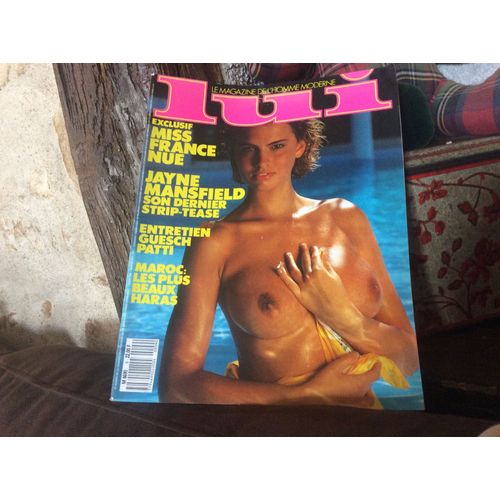 lui
LE MAGAZINE DE L'HOMME MODERNE
EXCLUSIF
MISS
FRANCE
NUE
JAYNE
MANSFIELD
SON DERNIER
STRIP-TEASE
ENTRETIEN
GUESCH
PATTI
MAROC:
LES PLUS
BEAUX
HARAS